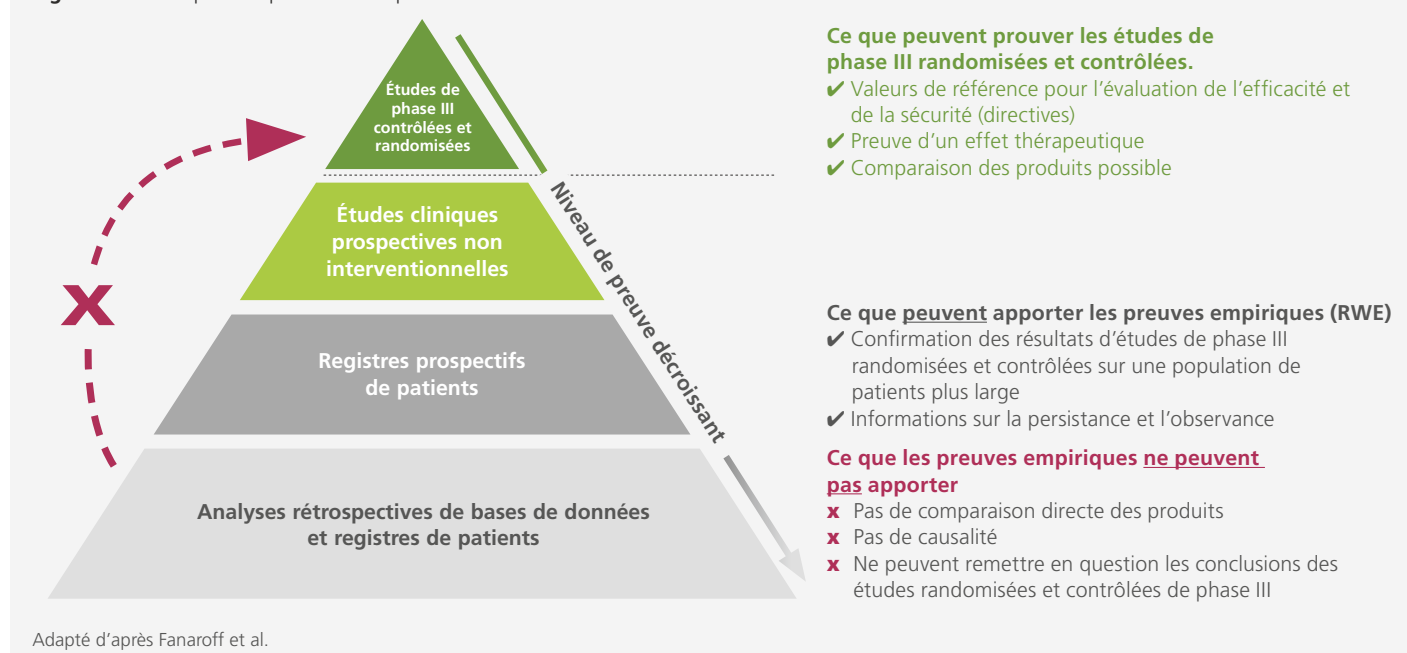 Études de
phase III
contrôlées et
randomisées
Études cliniques
prospectives non
interventionnelles
Registres prospectifs
de patients
Analyses rétrospectives de bases de données
et registres de patients
x
Niveau de preuve décroissant
Ce que peuvent prouver les études de
phase III randomisées et contrôlées.
✔ Valeurs de référence pour l’évaluation de l’efficacité et
de la sécurité (directives)
✔ Preuve d’un effet thérapeutique
✔ Comparaison des produits possible
Ce que peuvent apporter les preuves empiriques (RWE)
✔ Confirmation des résultats d’études de phase III
randomisées et contrôlées sur une population de
patients plus large
✔ Informations sur la persistance et l’observance
Ce que les preuves empiriques ne peuvent
pas apporter
x Pas de comparaison directe des produits
x Pas de causalité
x Ne peuvent remettre en question les conclusions des
études randomisées et contrôlées de phase III
Adapté d’après Fanaroff et al.